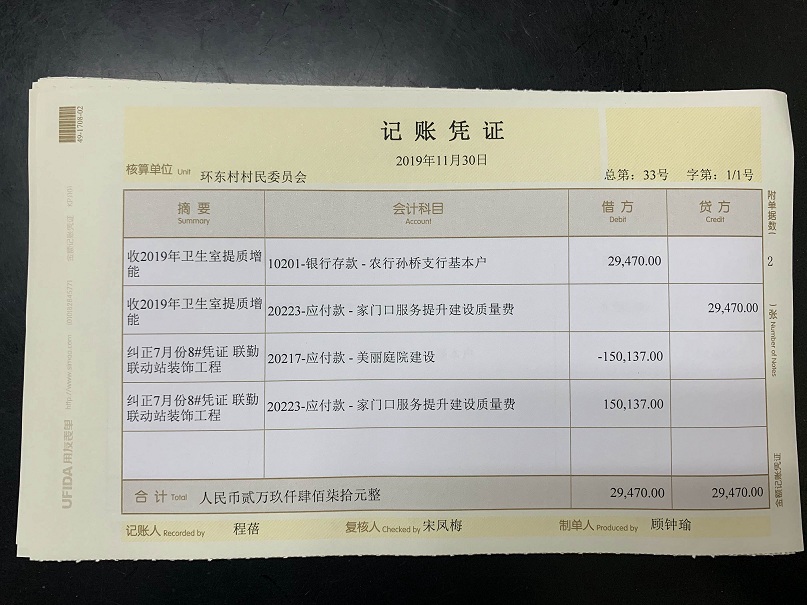 记账凭证
2019年11月30日
核算单位 Unit 环东村村民委员会
总第：33号 字第：1/1号
摘要 会计科目 借方 贷方
Summary Account Debit Credit
收2019年卫生室提质增
能
10201-银行存款 - 农行孙桥支行基本户 29,470.00
收2019年卫生室提质增
能
20223-应付款 - 家门口服务提升建设质量费 29,470.00
纠正7月份8#凭证 联勤
联动站装饰工程
20217-应付款 - 美丽庭院建设 -150,137.00
纠正7月份8#凭证 联勤
联动站装饰工程
20223-应付款 - 家门口服务提升建设质量费 150,137.00
合计 Total 人民币贰万玖仟肆佰柒拾元整 29,470.00 29,470.00
记账人 Recorded by 程蓓 复核人 Checked by 宋凤梅 制单人 Produced by 顾钟瑜
附单据数（ 2 ）张 Number of Notes
金额记账凭证
49-1708-02
UFIDA 用友表单